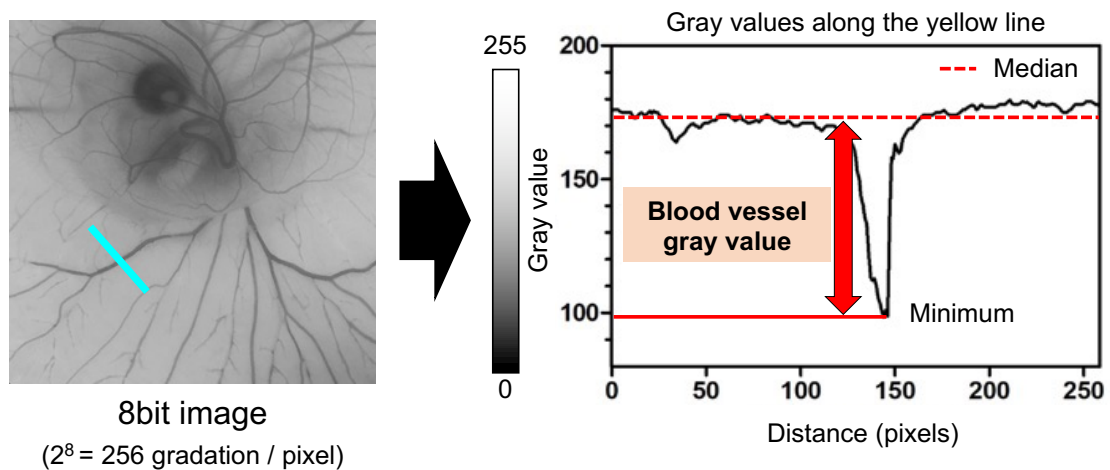 8bit image
(2⁸ = 256 gradation / pixel)
255
Gray value
0
Gray values along the yellow line
200
150
100
Median
Blood vessel
gray value
Minimum
0 50 100 150 200 250
Distance (pixels)